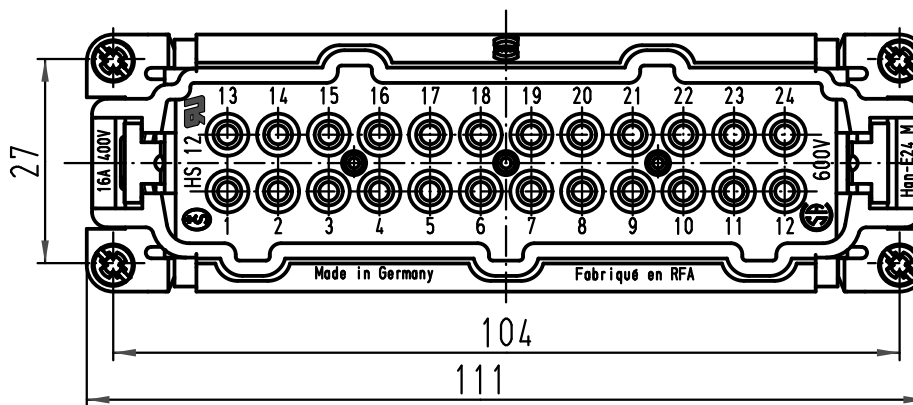 13 14 15 16 17 18 19 20 21 22 23 24
16A 400V
HS 12
600V
Han-E24 M
27
1 2 3 4 5 6 7 8 9 10 11 12
Made in Germany
Fabriqué en RFA
104
111